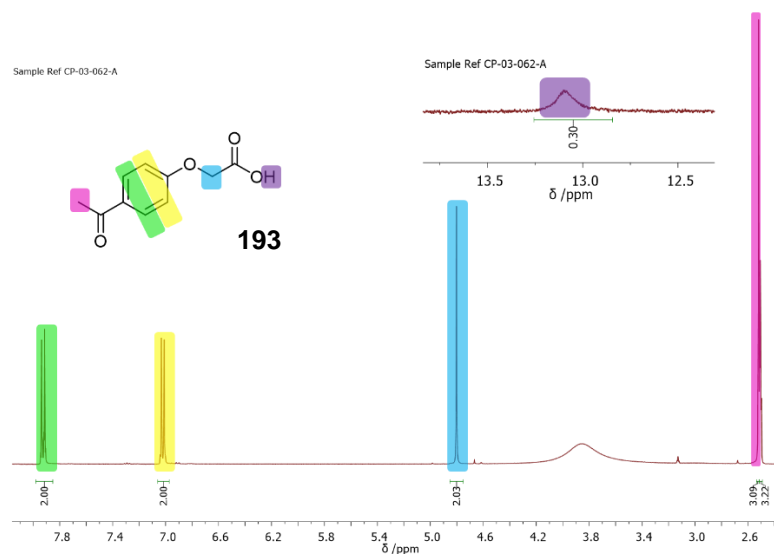 Sample Ref CP-03-062-A
O
O
OH
O
193
Sample Ref CP-03-062-A
0.30
13.5 13.0 12.5
δ /ppm
2.00
2.00
2.03
3.09
3.22
7.8 7.4 7.0 6.6 6.2 5.8 5.4 5.0 4.6 4.2 3.8 3.4 3.0 2.6
δ /ppm